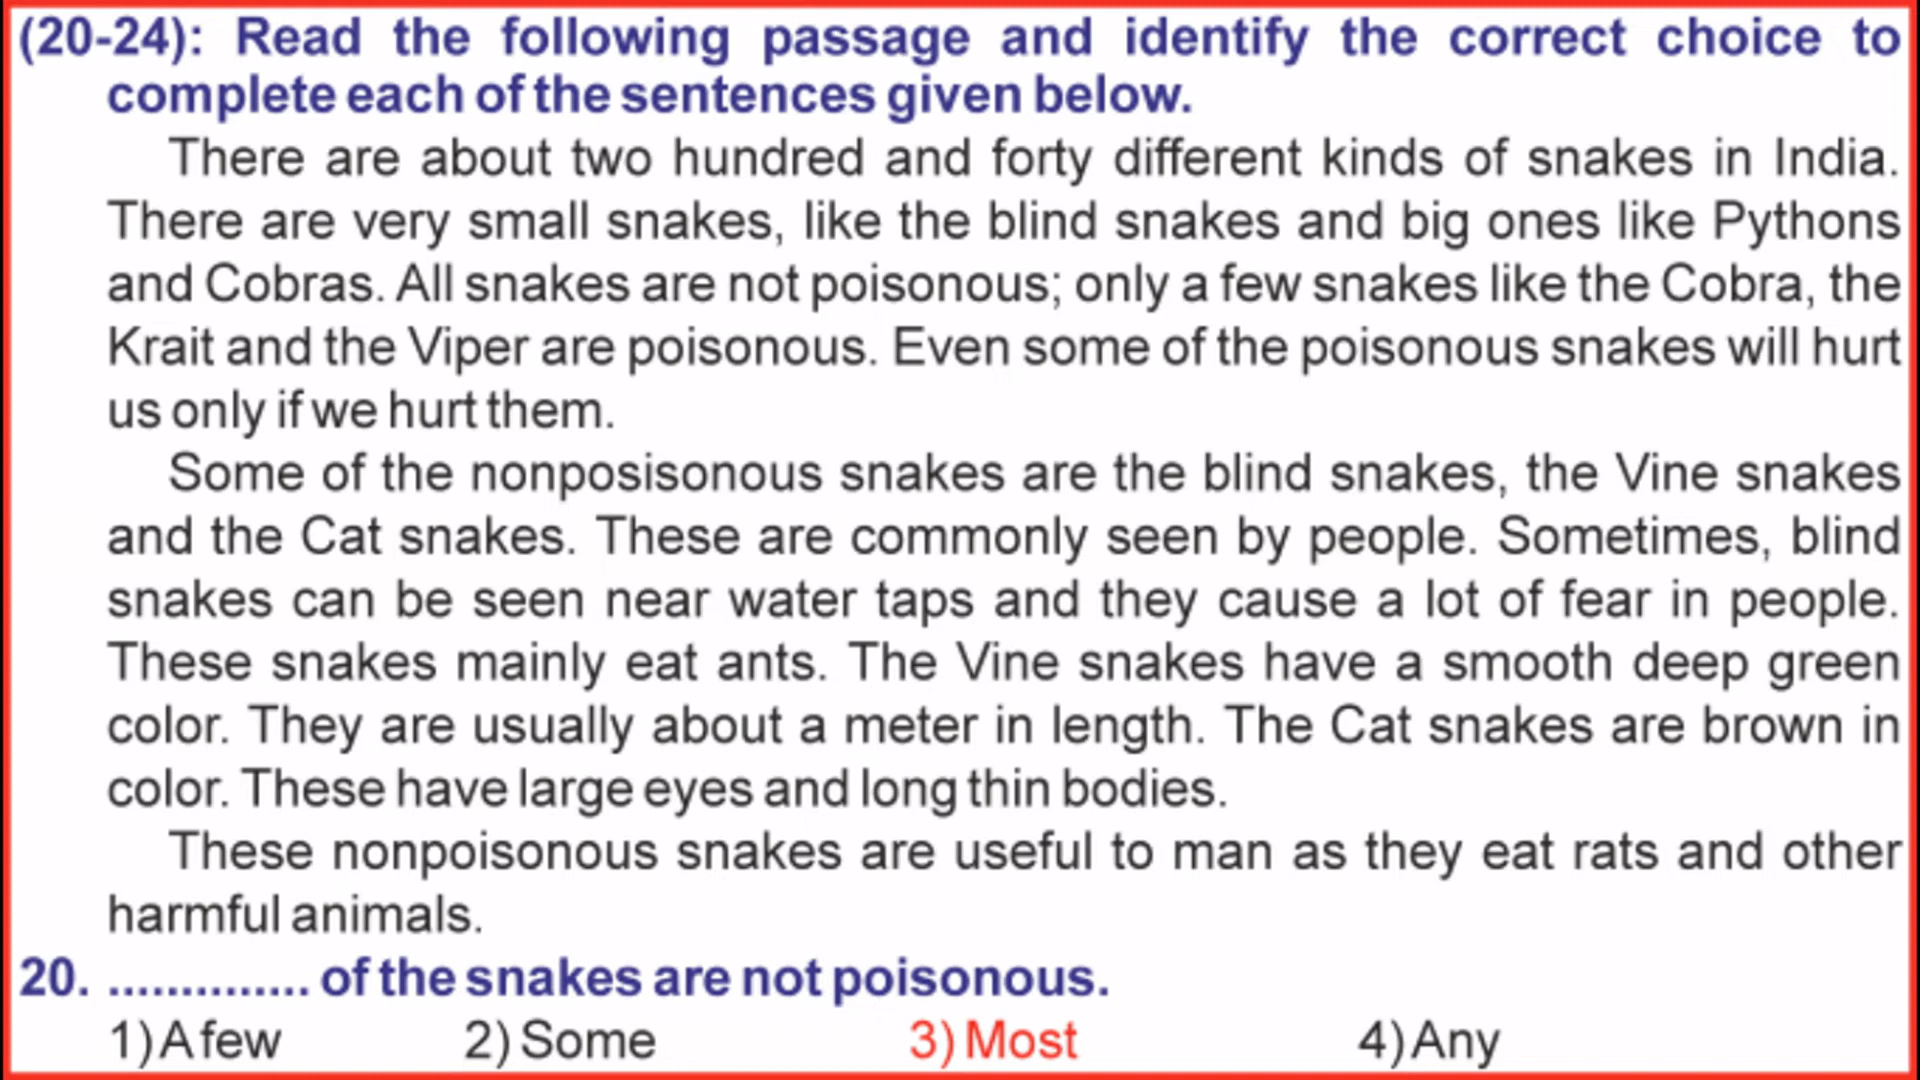 (20-24): Read the following passage and identify the correct choice to
complete each of the sentences given below.
There are about two hundred and forty different kinds of snakes in India.
There are very small snakes, like the blind snakes and big ones like Pythons
and Cobras. All snakes are not poisonous; only a few snakes like the Cobra, the
Krait and the Viper are poisonous. Even some of the poisonous snakes will hurt
us only if we hurt them.
Some of the nonposisonous snakes are the blind snakes, the Vine snakes
and the Cat snakes. These are commonly seen by people. Sometimes, blind
snakes can be seen near water taps and they cause a lot of fear in people.
These snakes mainly eat ants. The Vine snakes have a smooth deep green
color. They are usually about a meter in length. The Cat snakes are brown in
color. These have large eyes and long thin bodies.
These nonpoisonous snakes are useful to man as they eat rats and other
harmful animals.
20. .............. of the snakes are not poisonous.
1) A few 2) Some 3) Most 4) Any